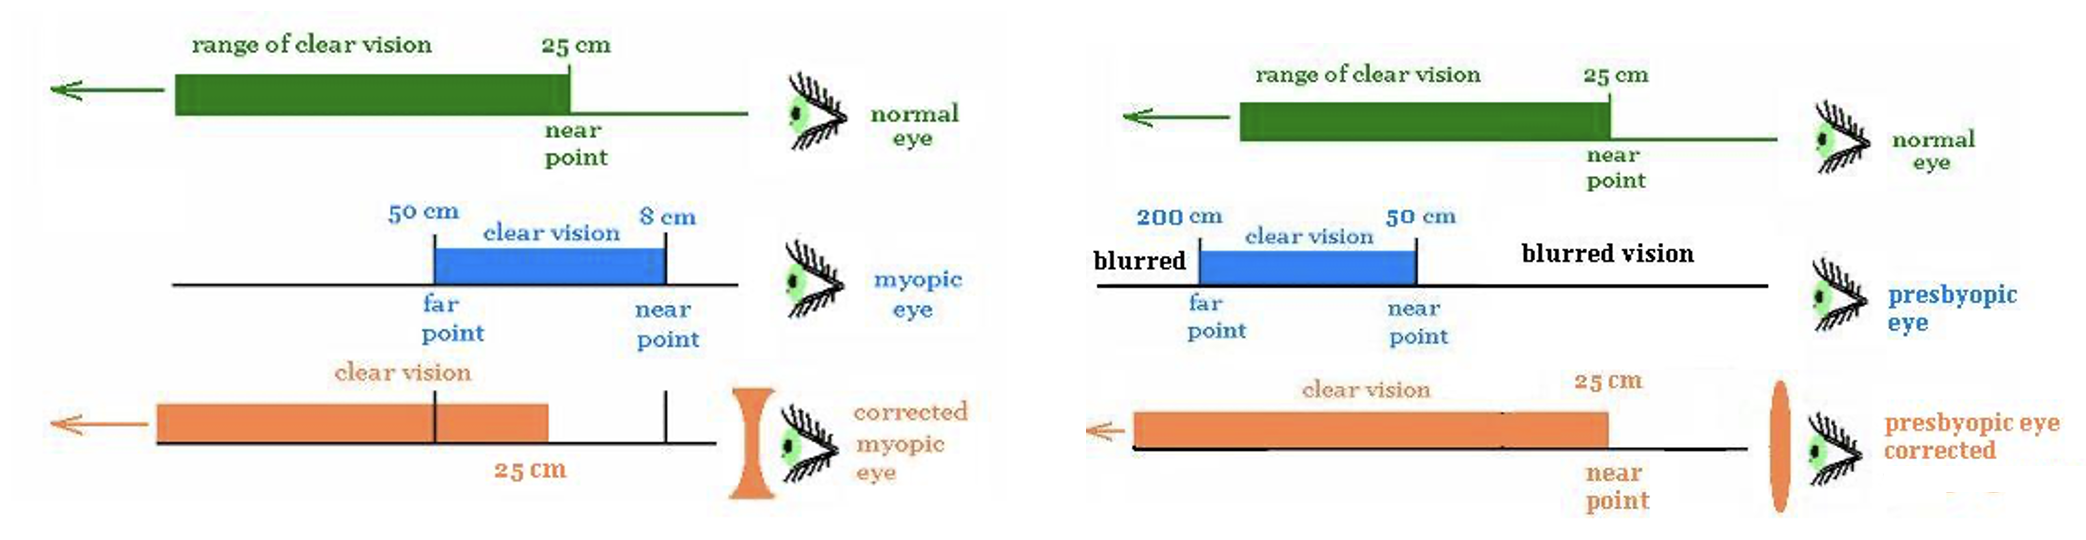 range of clear vision
25 cm
near
point
normal
eye
50 cm
clear vision
8 cm
far
point
near
point
myopic
eye
clear vision
25 cm
corrected
myopic
eye
range of clear vision
25 cm
near
point
normal
eye
200 cm
clear vision
50 cm
blurred
blurred vision
far
point
near
point
presbyopic
eye
clear vision
25 cm
near
point
presbyopic eye
corrected